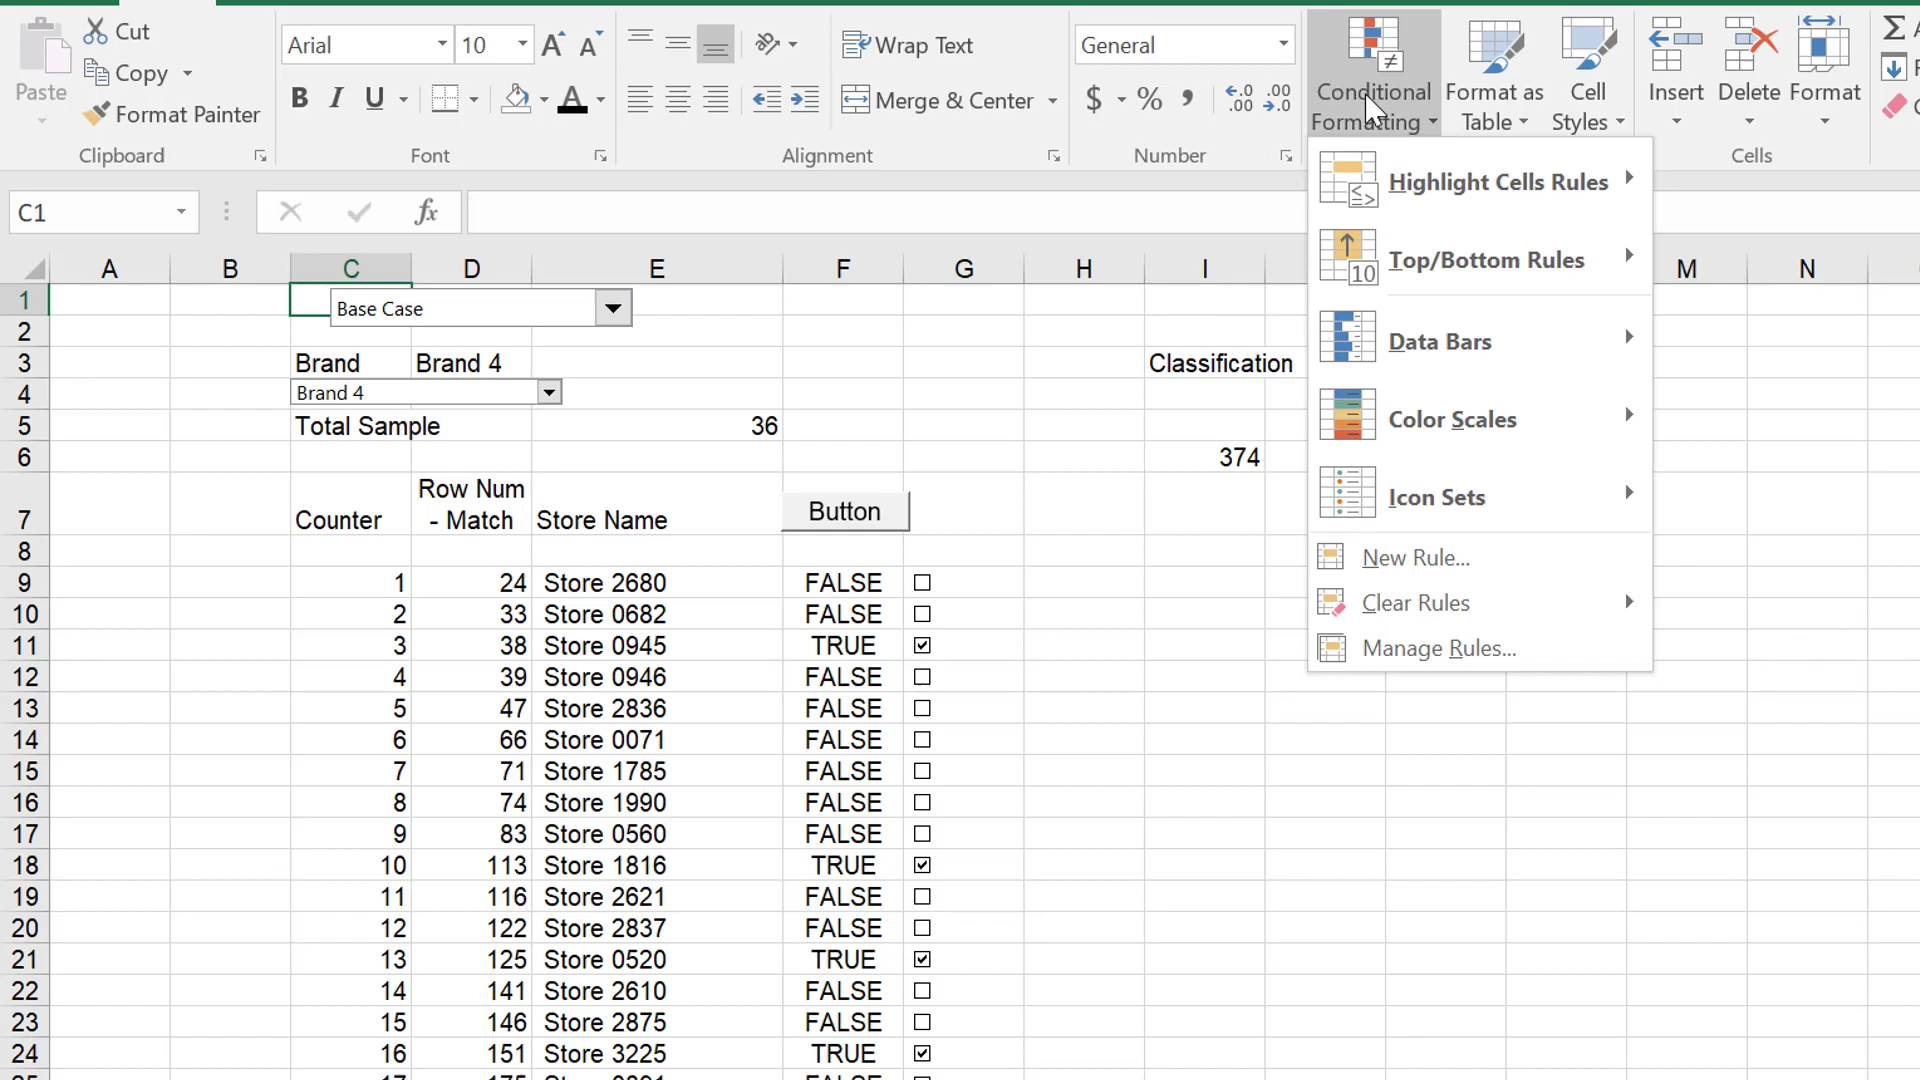 Cut
Copy
Format Painter
Paste
Clipboard
Arial
10
B I U
Font
Wrap Text
Merge & Center
Alignment
General
$ %
Number
Conditional
Formatting
Format as
Table
Cell
Styles
Insert
Delete
Format
Cells
C1
fx
Highlight Cells Rules
Top/Bottom Rules
Data Bars
Color Scales
Icon Sets
New Rule...
Clear Rules
Manage Rules...
A B C D E F G H I M N
1 Base Case
2
3 Brand Brand 4 Classification
4 Brand 4
5 Total Sample 36
6 374
Row Num
7 Counter - Match Store Name Button
8
9 1 24 Store 2680 FALSE
10 2 33 Store 0682 FALSE
11 3 38 Store 0945 TRUE
12 4 39 Store 0946 FALSE
13 5 47 Store 2836 FALSE
14 6 66 Store 0071 FALSE
15 7 71 Store 1785 FALSE
16 8 74 Store 1990 FALSE
17 9 83 Store 0560 FALSE
18 10 113 Store 1816 TRUE
19 11 116 Store 2621 FALSE
20 12 122 Store 2837 FALSE
21 13 125 Store 0520 TRUE
22 14 141 Store 2610 FALSE
23 15 146 Store 2875 FALSE
24 16 151 Store 3225 TRUE